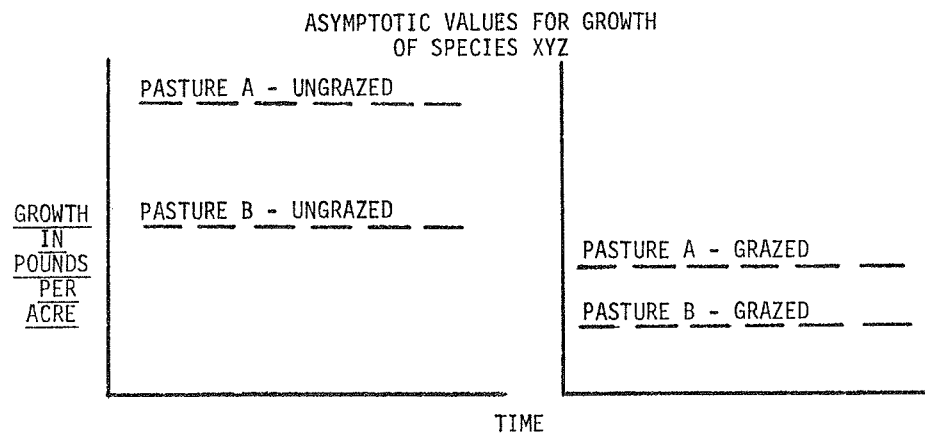 ASYMPTOTIC VALUES FOR GROWTH
OF SPECIES XYZ
PASTURE A - UNGRAZED
PASTURE B - UNGRAZED
GROWTH
IN
POUNDS
PER
ACRE
PASTURE A - GRAZED
PASTURE B - GRAZED
TIME